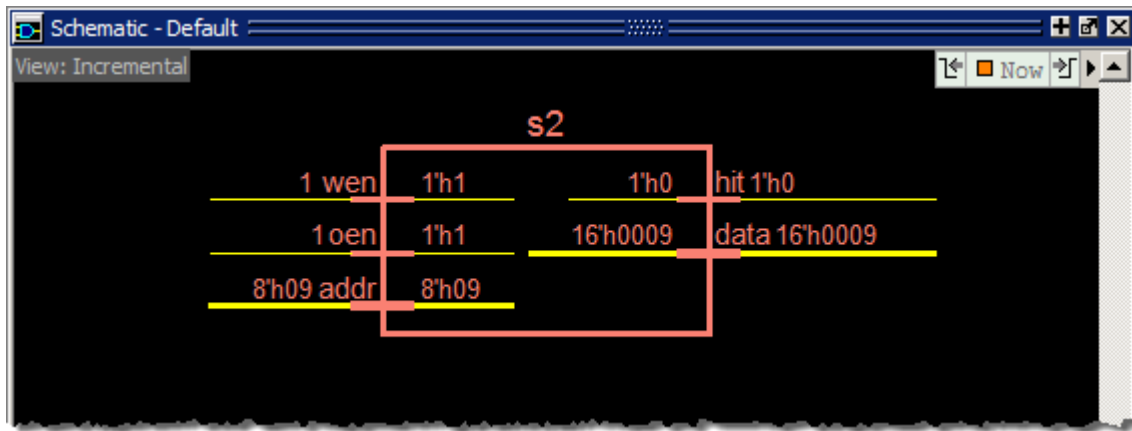 Schematic - Default
View: Incremental
Now
s2
1 wen 1'h1 1'h0 hit 1'h0
1 oen 1'h1 16'h0009 data 16'h0009
8'h09 addr 8'h09